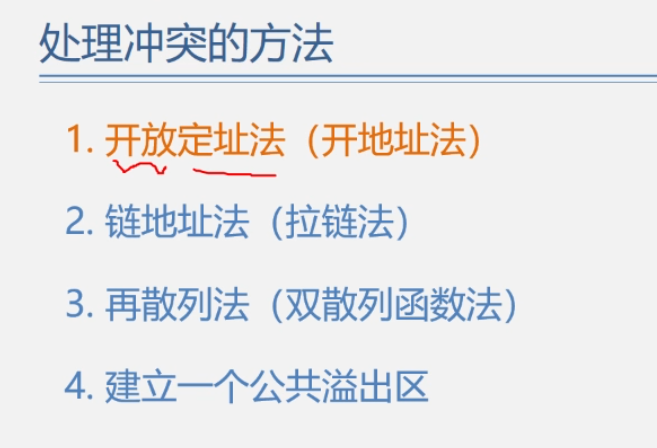 处理冲突的方法
1. 开放定址法（开地址法）
2. 链地址法（拉链法）
3. 再散列法（双散列函数法）
4. 建立一个公共溢出区